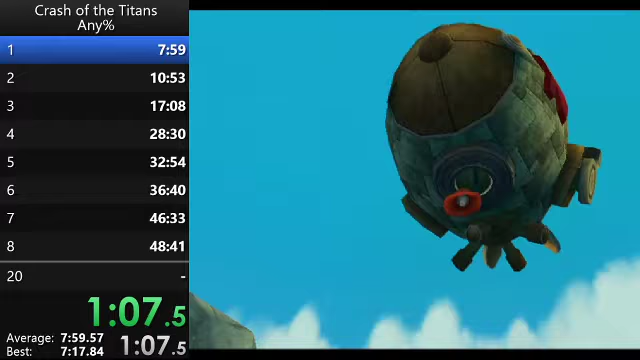 Crash of the Titans
Any%
1 7:59
2 10:53
3 17:08
4 28:30
5 32:54
6 36:40
7 46:33
8 48:41
20 -
1:07.5
Average: 7:59.57
Best: 7:17.84
1:07.5